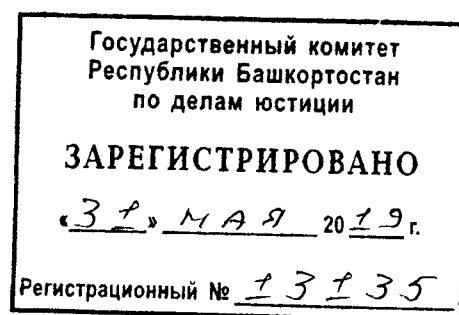 Государственный комитет
Республики Башкортостан
по делам юстиции
ЗАРЕГИСТРИРОВАНО
«31» МАЯ 2019 г.
Регистрационный № 13135